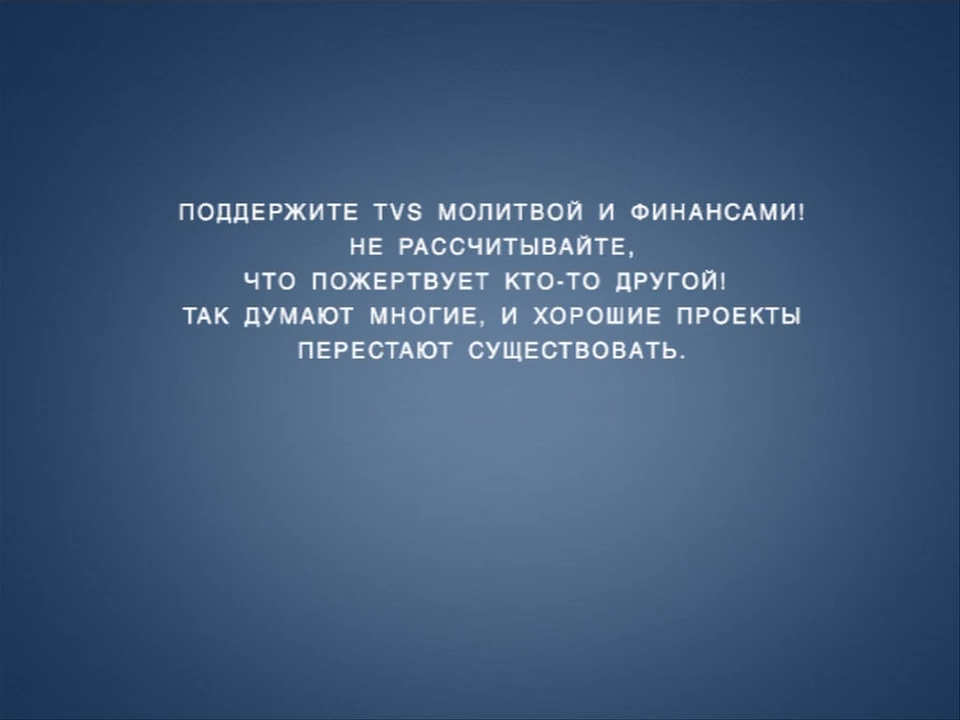 ПОДДЕРЖИТЕ TVS МОЛИТВОЙ И ФИНАНСАМИ!
НЕ РАССЧИТЫВАЙТЕ,
ЧТО ПОЖЕРТВУЕТ КТО-ТО ДРУГОЙ!
ТАК ДУМАЮТ МНОГИЕ, И ХОРОШИЕ ПРОЕКТЫ
ПЕРЕСТАЮТ СУЩЕСТВОВАТЬ.